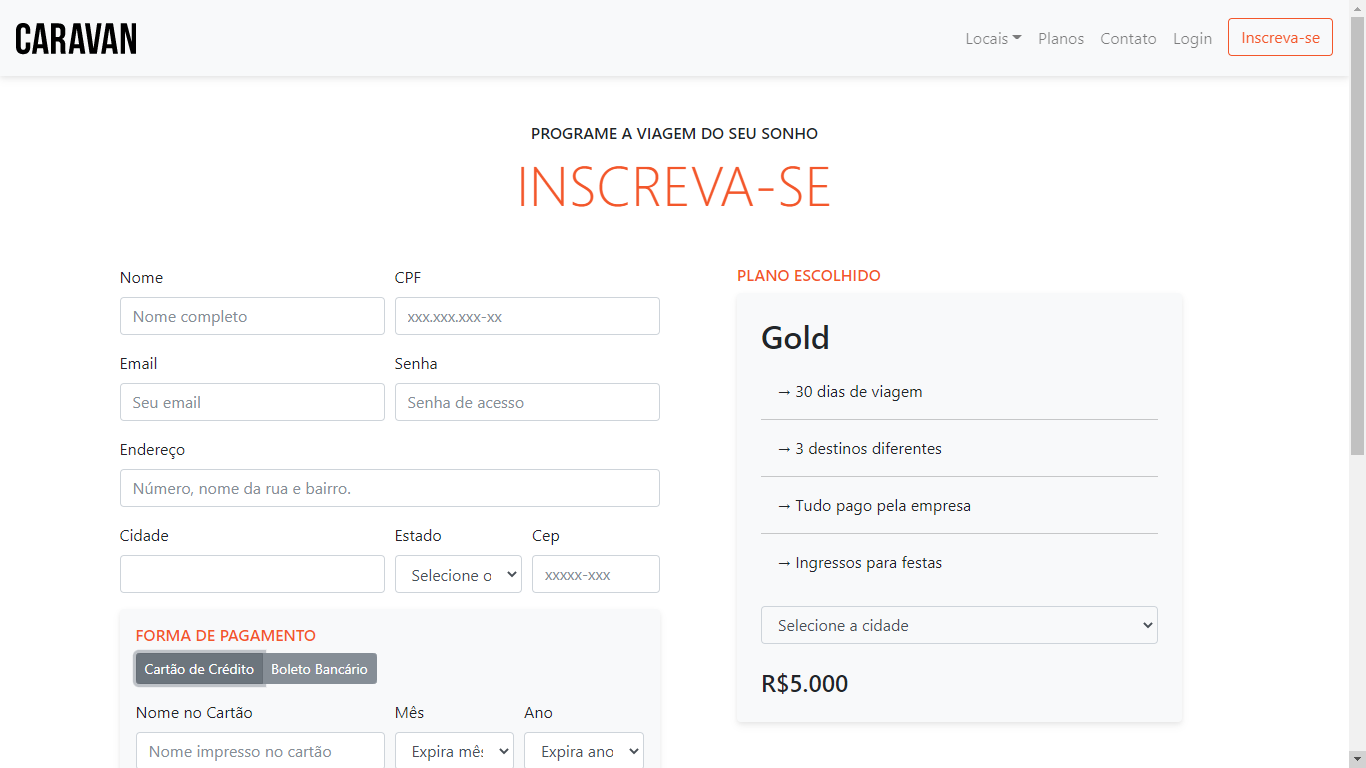 CARAVAN
Locais Planos Contato Login Inscreva-se
PROGRAME A VIAGEM DO SEU SONHO
INSCREVA-SE
Nome CPF
Nome completo xxx.xxx.xxx-xx
Email Senha
Seu email Senha de acesso
Endereço
Número, nome da rua e bairro.
Cidade Estado Cep
Selecione o xxxxx-xxx
FORMA DE PAGAMENTO
Cartão de Crédito Boleto Bancário
Nome no Cartão Mês Ano
Nome impresso no cartão Expira mês Expira ano
PLANO ESCOLHIDO
Gold
→ 30 dias de viagem
→ 3 destinos diferentes
→ Tudo pago pela empresa
→ Ingressos para festas
Selecione a cidade
R$5.000